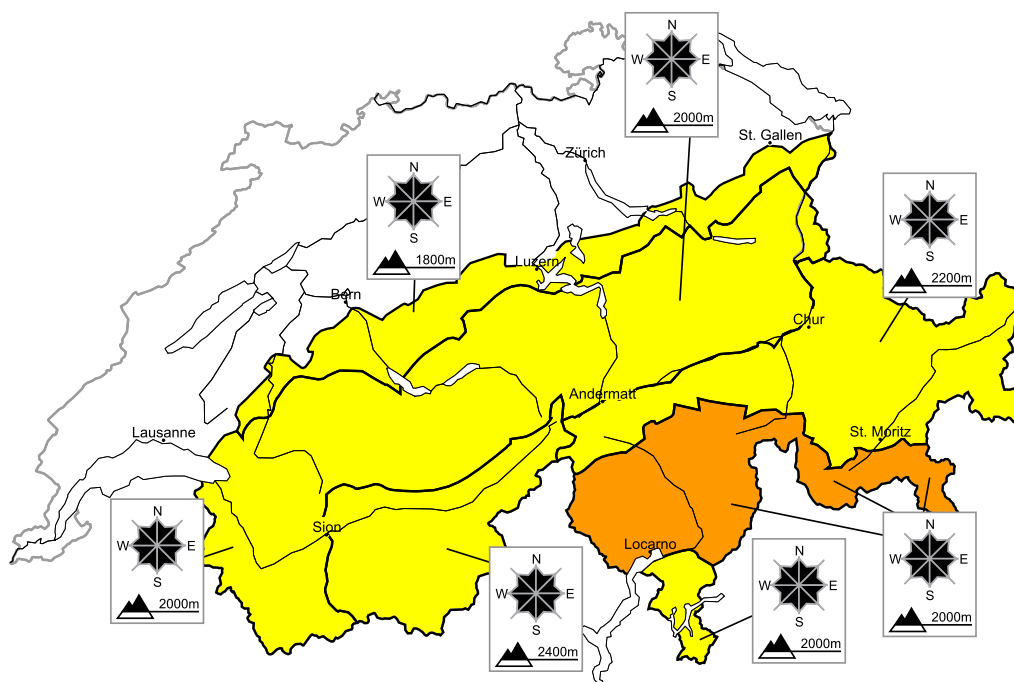 N
W E
S
2000m
St. Gallen
Zürich
N
W E
S
1800m
N
W E
S
2200m
Luzern
Bern
Chur
Andermatt
Lausanne
St. Moritz
Sion
Locarno
N
W E
S
2000m
N
W E
S
2400m
N
W E
S
2000m
N
W E
S
2000m